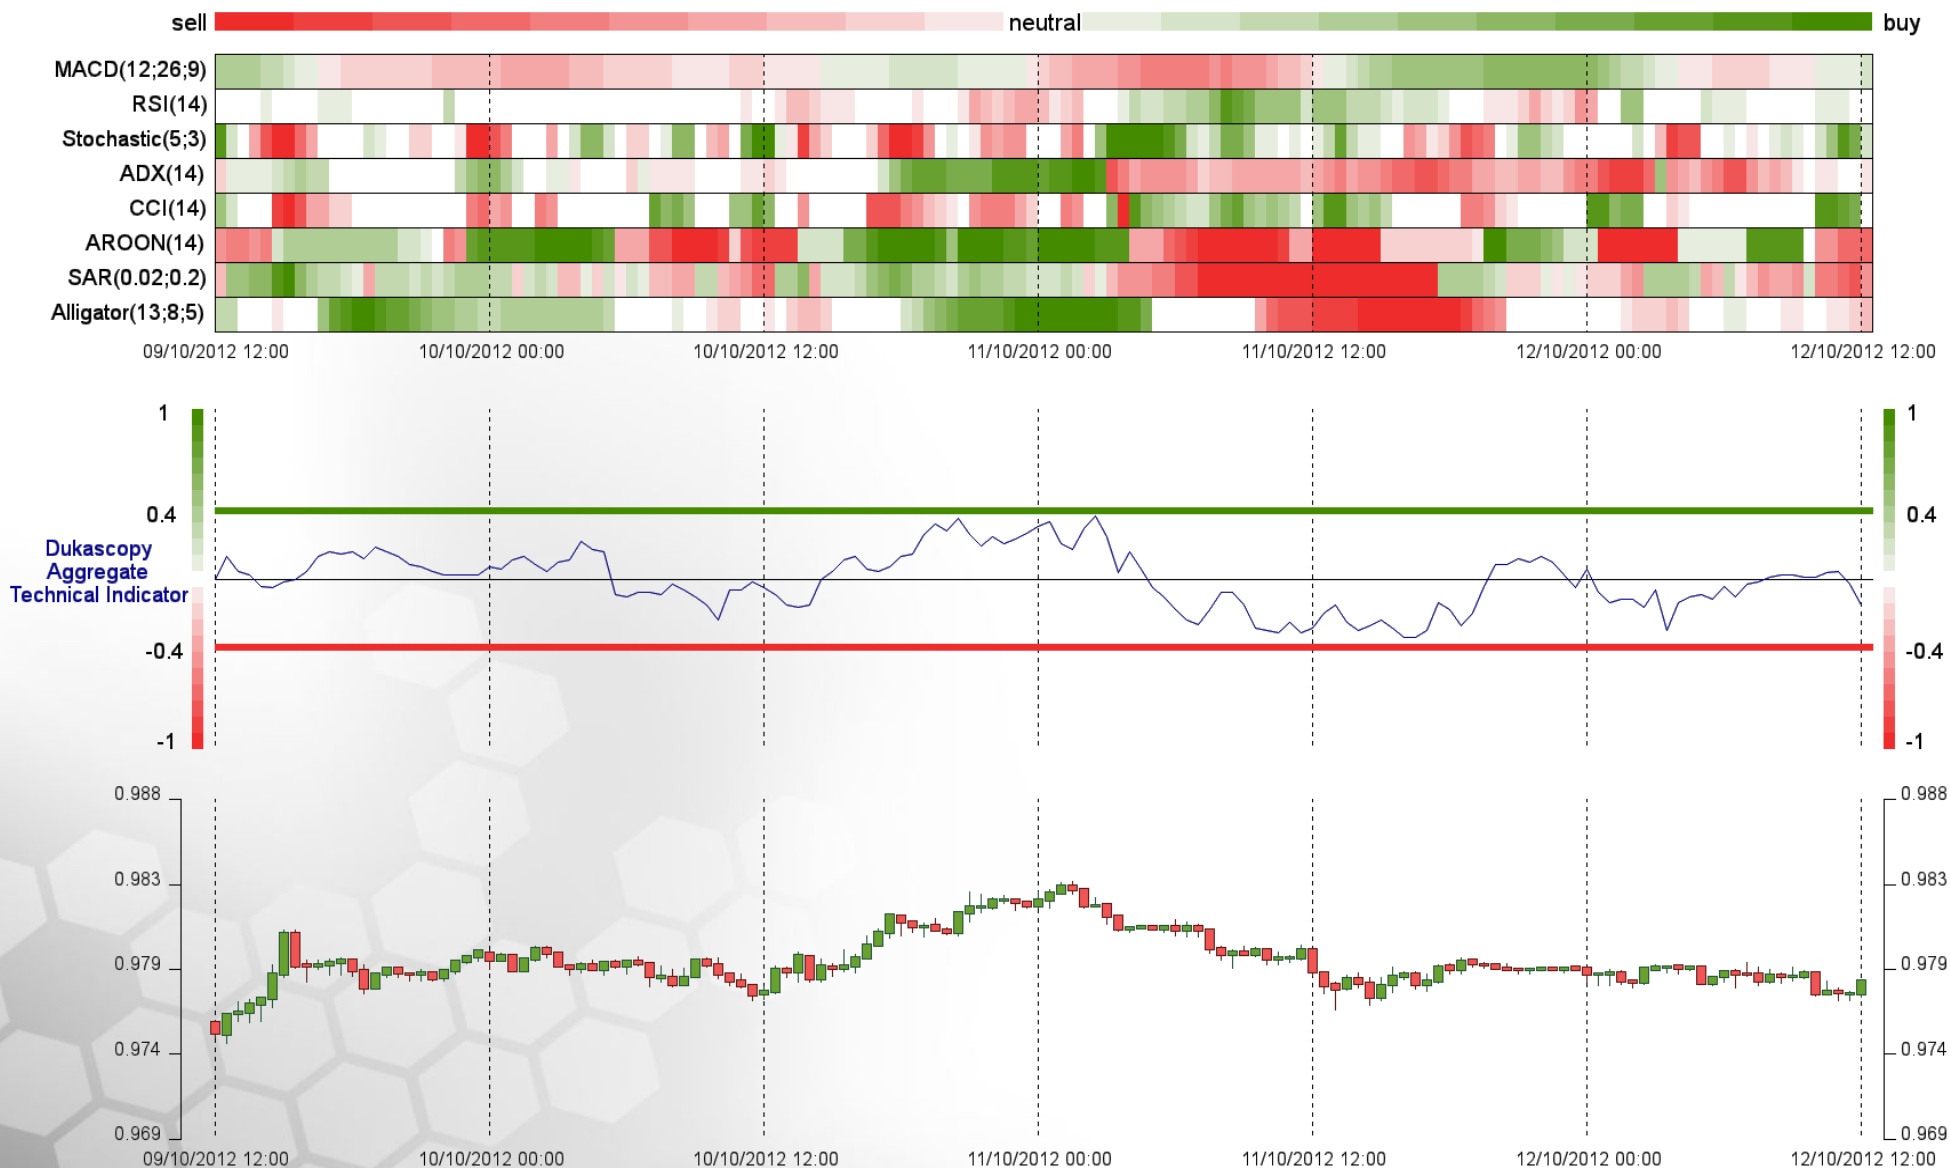 sell neutral buy
MACD(12;26;9)
RSI(14)
Stochastic(5;3)
ADX(14)
CCI(14)
AROON(14)
SAR(0.02;0.2)
Alligator(13;8;5)
09/10/2012 12:00 10/10/2012 00:00 10/10/2012 12:00 11/10/2012 00:00 11/10/2012 12:00 12/10/2012 00:00 12/10/2012 12:00
1 1
0.4 0.4
Dukascopy
Aggregate
Technical Indicator
-0.4 -0.4
-1 -1
0.988 0.988
0.983 0.983
0.979 0.979
0.974 0.974
0.969 0.969
09/10/2012 12:00 10/10/2012 00:00 10/10/2012 12:00 11/10/2012 00:00 11/10/2012 12:00 12/10/2012 00:00 12/10/2012 12:00